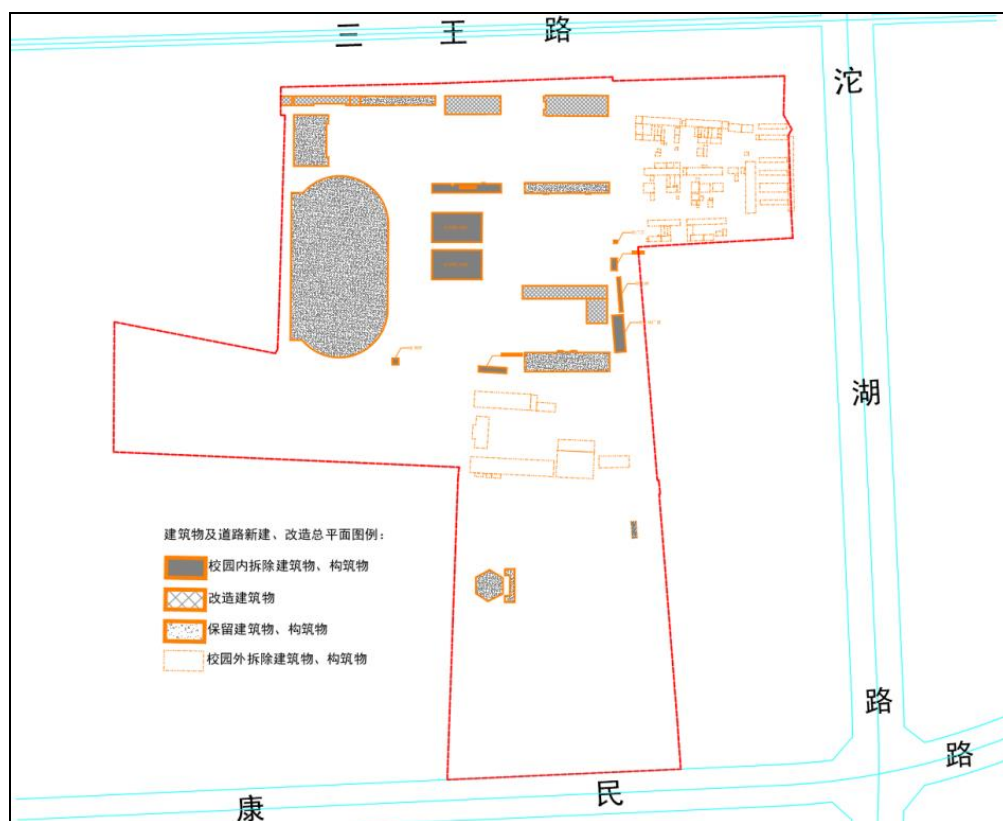 三王路
沱湖路
建筑物及道路新建、改造总平面图例：
校园内拆除建筑物、构筑物
改造建筑物
保留建筑物、构筑物
校园外拆除建筑物、构筑物
康民路